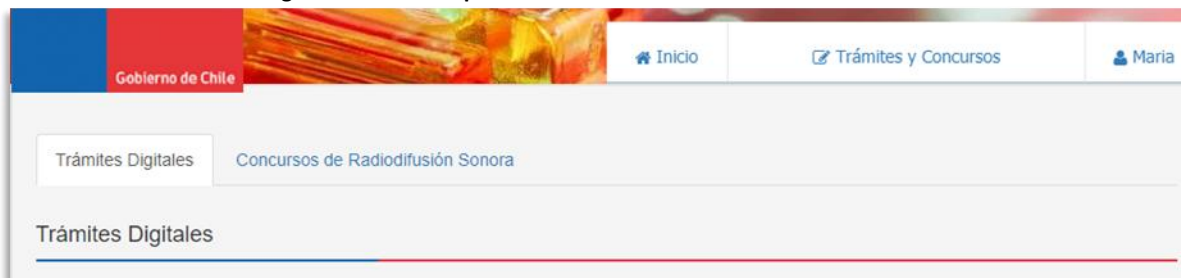 Gobierno de Chile
Inicio
Trámites y Concursos
Maria
Trámites Digitales
Concursos de Radiodifusión Sonora
Trámites Digitales